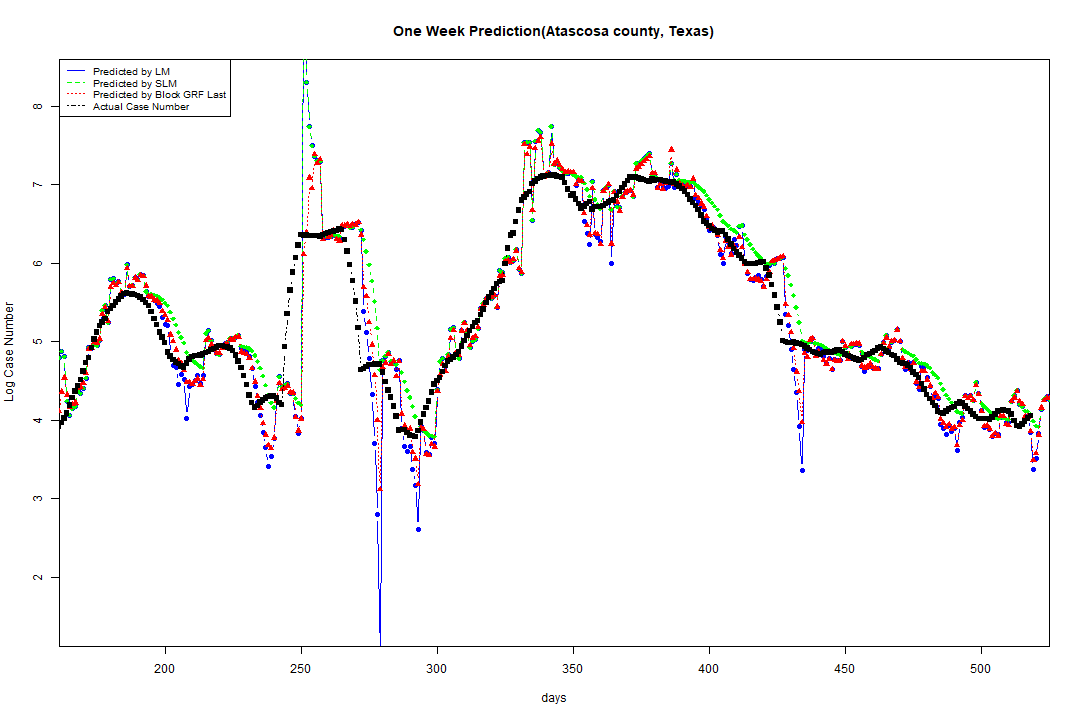 One Week Prediction(Atascosa county, Texas)
Predicted by LM
Predicted by SLM
Predicted by Block GRF Last
Actual Case Number
Log Case Number
8
7
6
5
4
3
2
200 250 300 350 400 450 500
days